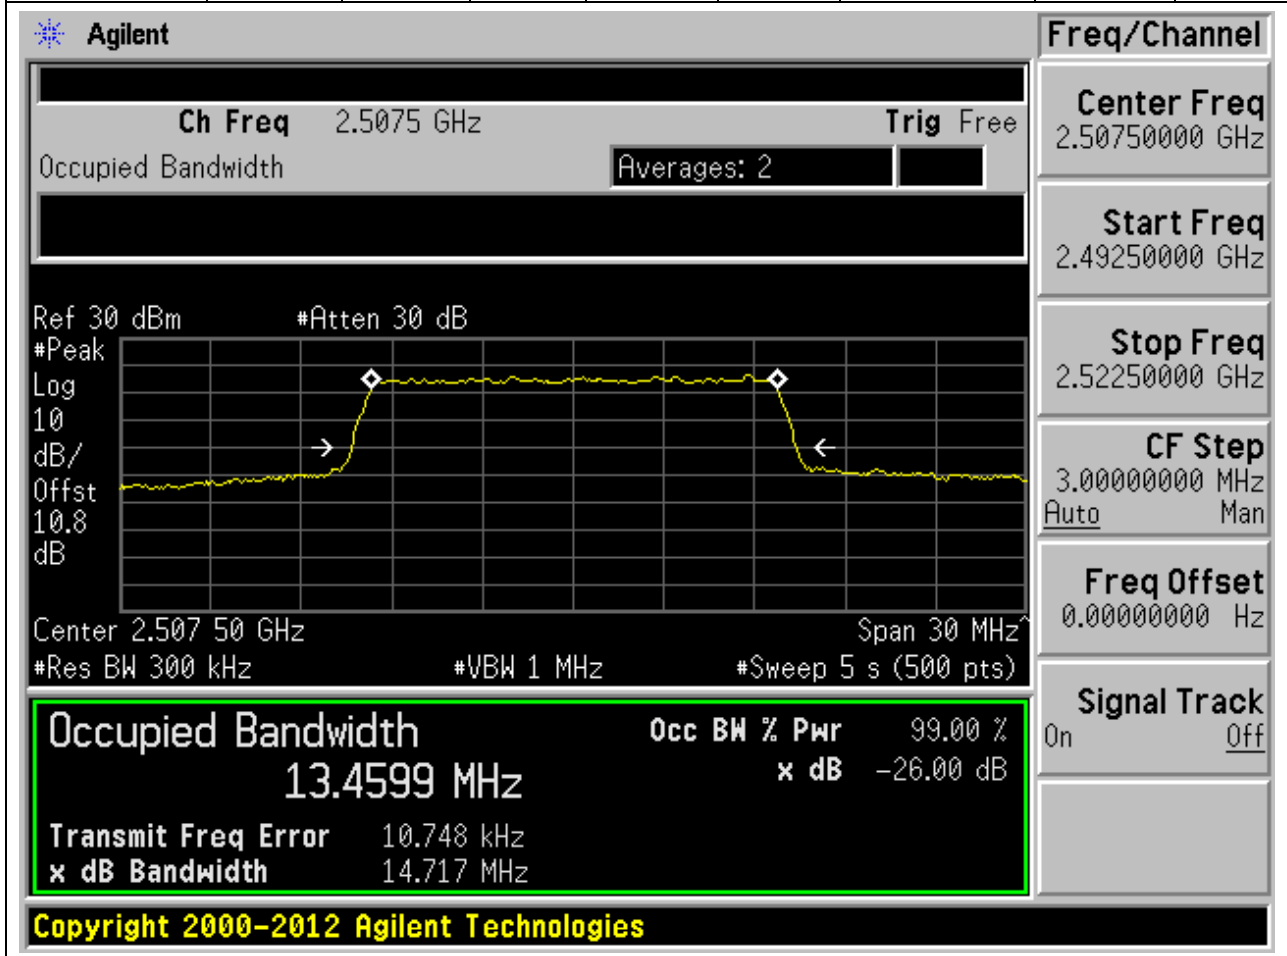 Agilent
Freq/Channel
Ch Freq 2.5075 GHz Trig Free
Occupied Bandwidth Averages: 2
Center Freq
2.50750000 GHz
Start Freq
2.49250000 GHz
Stop Freq
2.52250000 GHz
CF Step
3.00000000 MHz
Auto Man
Freq Offset
0.00000000 Hz
Signal Track
On Off
Ref 30 dBm #Atten 30 dB
#Peak
Log
10
dB/
Offst
10.8
dB
Center 2.507 50 GHz Span 30 MHz^
#Res BW 300 kHz #VBW 1 MHz #Sweep 5 s (500 pts)
Occupied Bandwidth Occ BW % Pwr 99.00 %
13.4599 MHz x dB -26.00 dB
Transmit Freq Error 10.748 kHz
x dB Bandwidth 14.717 MHz
Copyright 2000-2012 Agilent Technologies